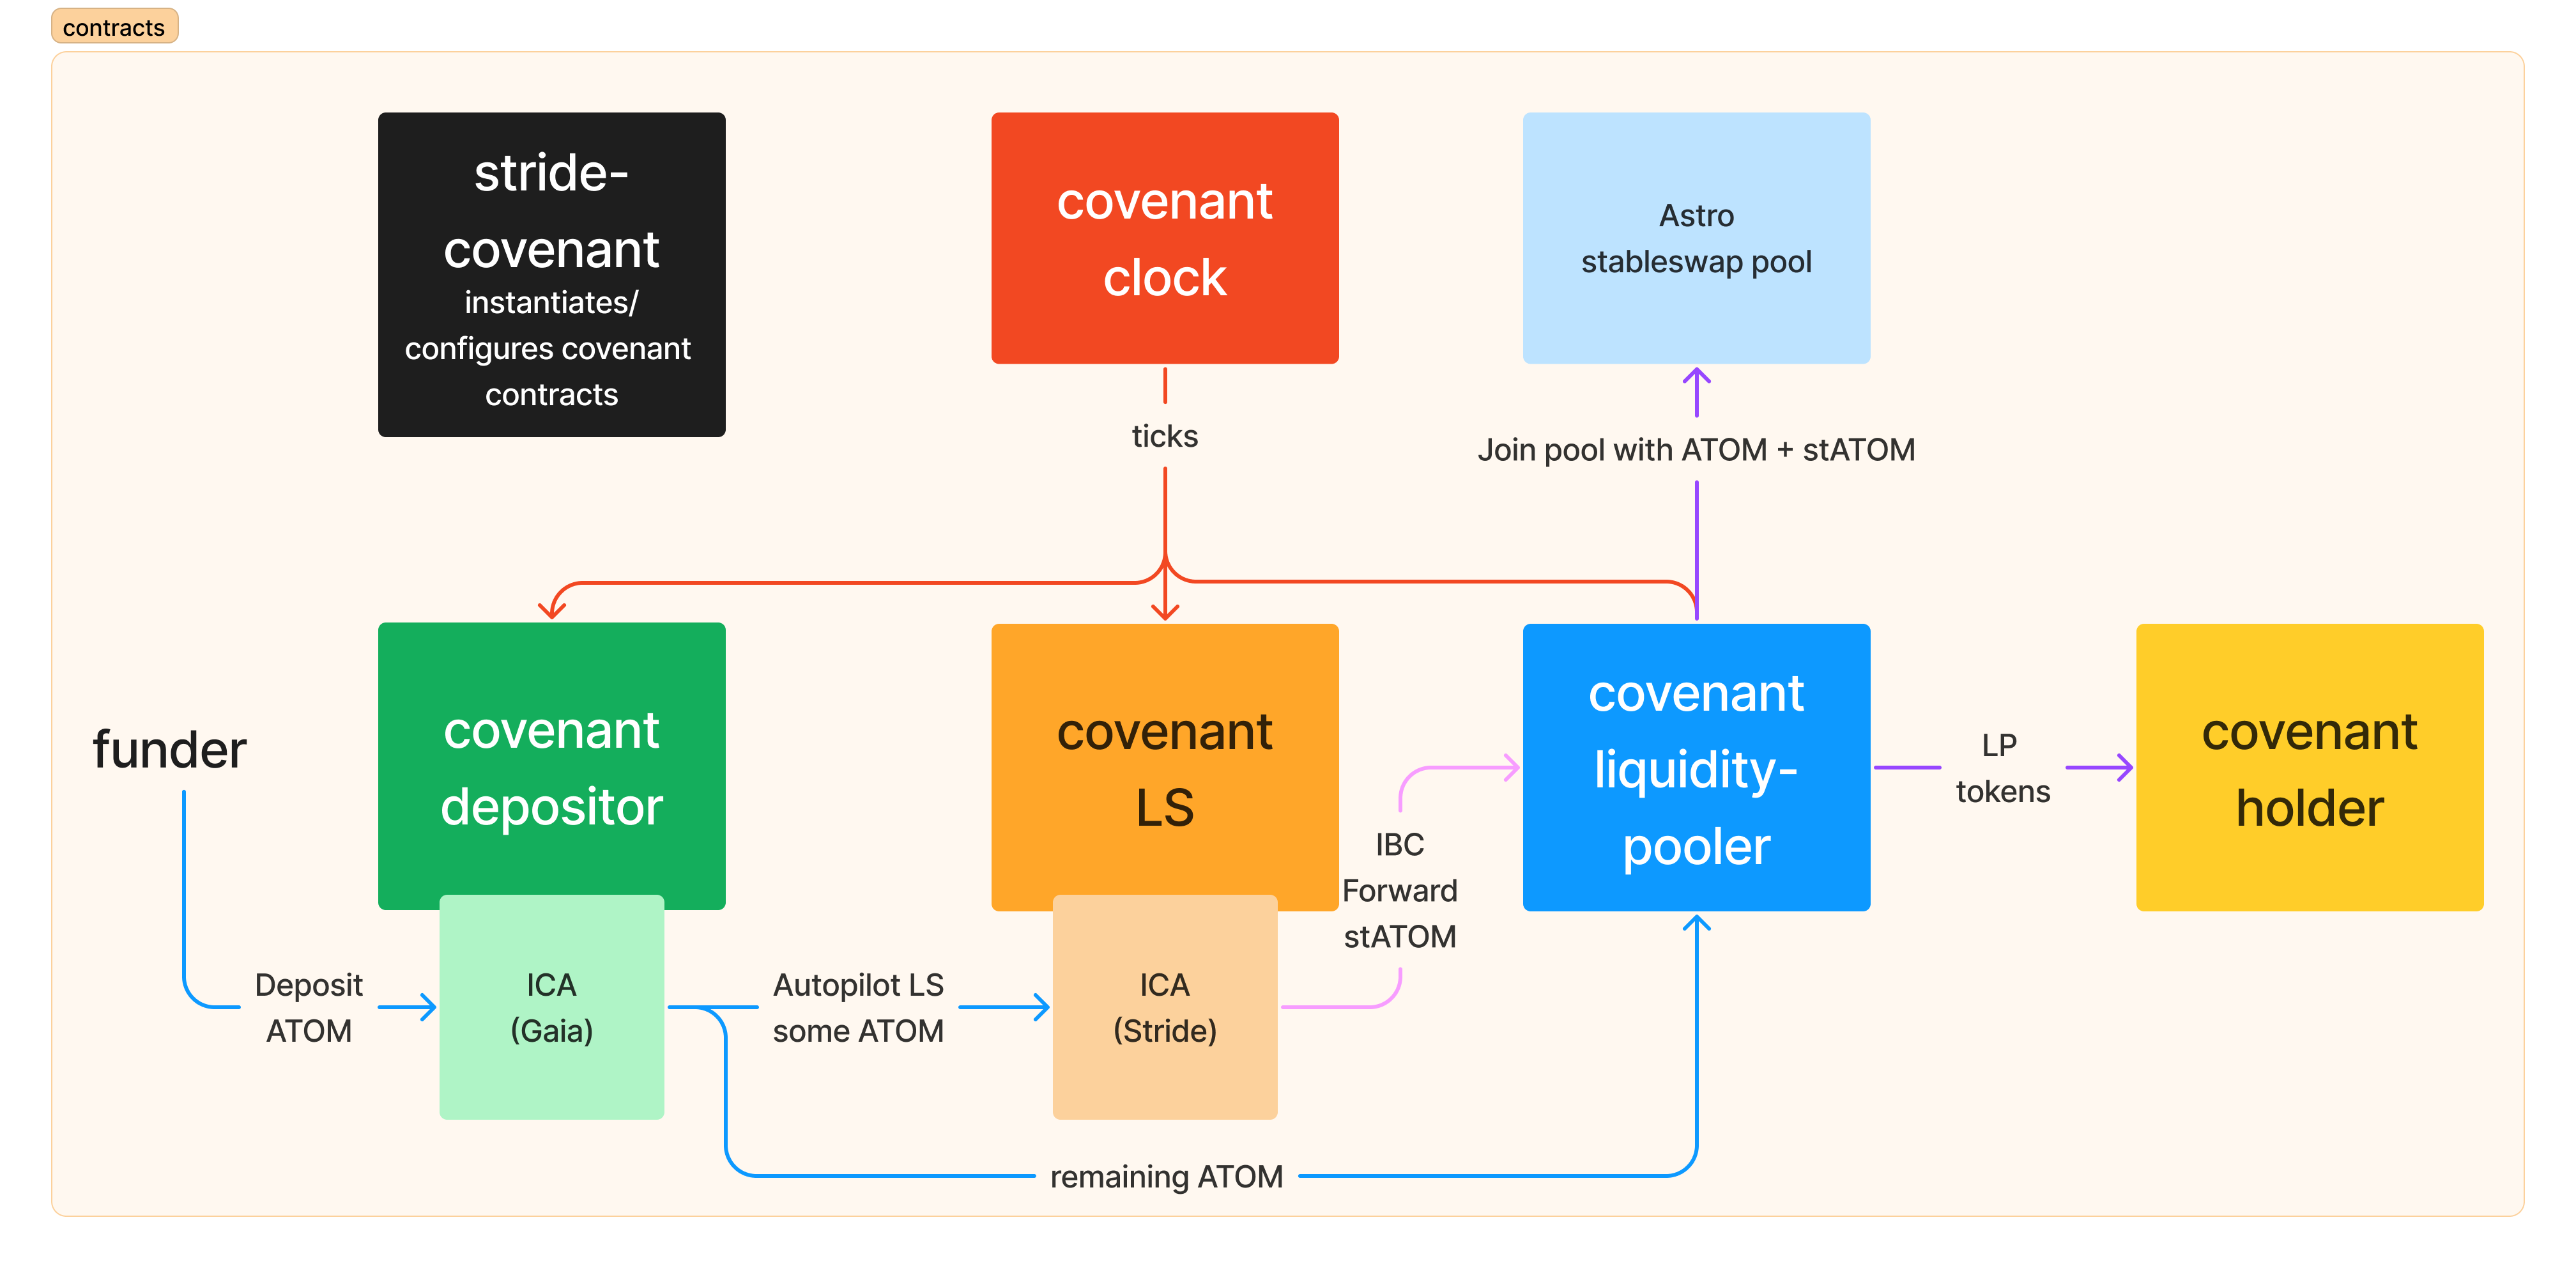 contracts
stride-
covenant
instantiates/
configures covenant
contracts
covenant
clock
Astro
stableswap pool
ticks
Join pool with ATOM + stATOM
funder
covenant
depositor
covenant
LS
covenant
liquidity-
pooler
LP
tokens
covenant
holder
IBC
Forward
stATOM
Deposit
ATOM
ICA
(Gaia)
Autopilot LS
some ATOM
ICA
(Stride)
remaining ATOM